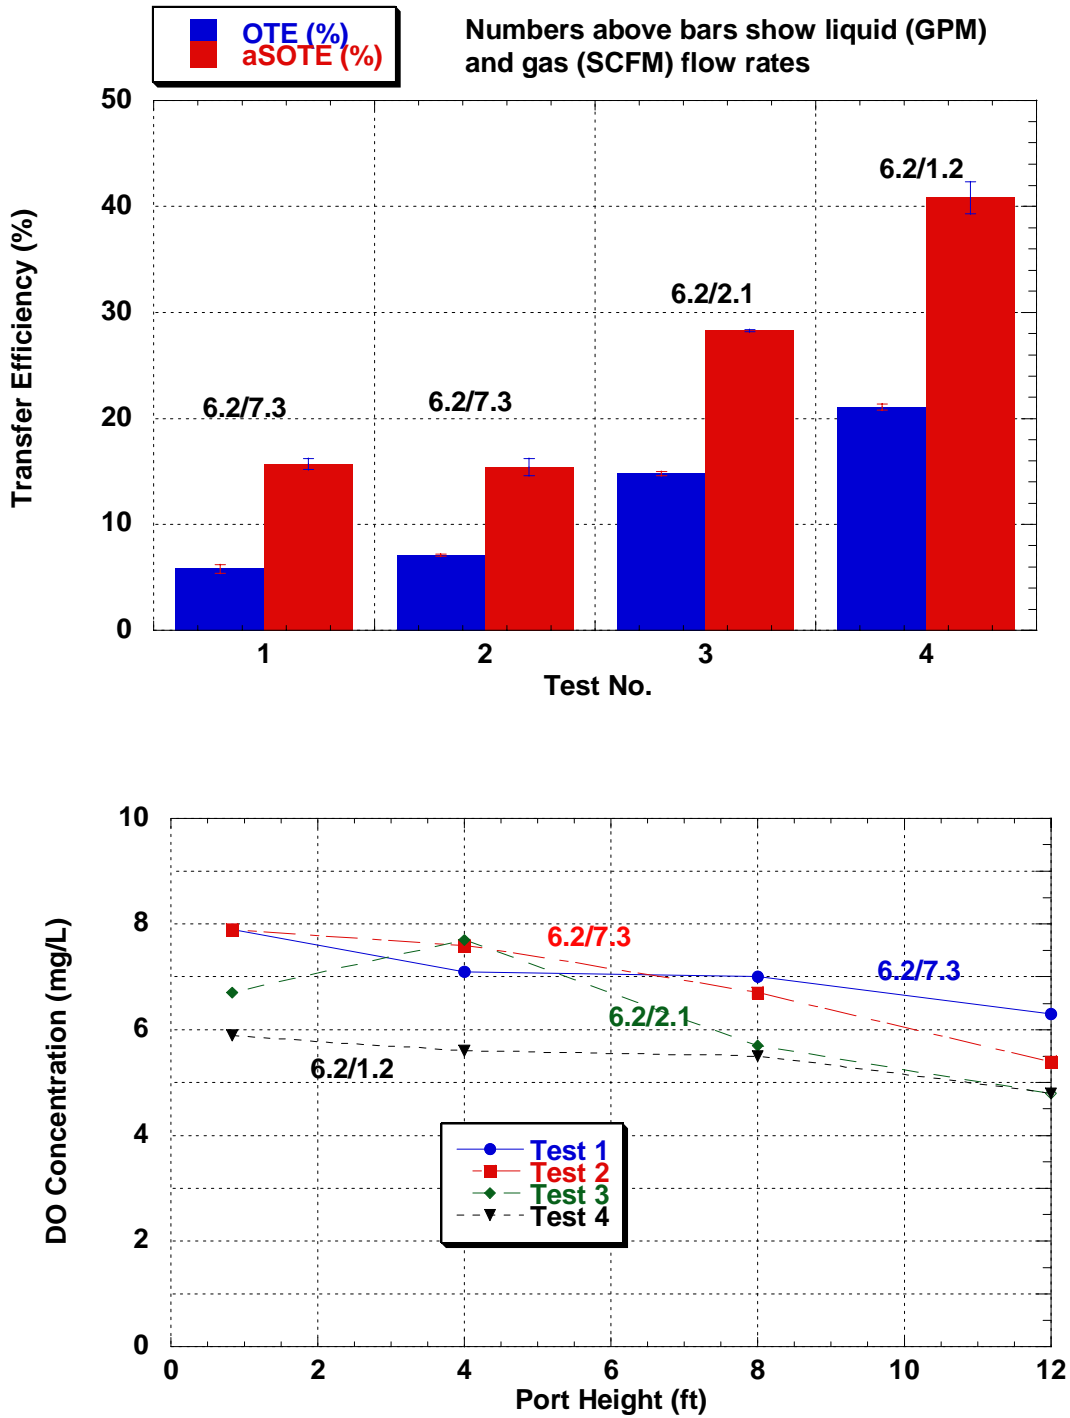 OTE (%)
aSOTE (%)
Numbers above bars show liquid (GPM)
and gas (SCFM) flow rates
50
40
30
20
10
0
Transfer Efficiency (%)
6.2/7.3
6.2/7.3
6.2/2.1
6.2/1.2
1 2 3 4
Test No.
10
8
6
4
2
0
DO Concentration (mg/L)
6.2/7.3
6.2/7.3
6.2/2.1
6.2/1.2
Test 1
Test 2
Test 3
Test 4
0 2 4 6 8 10 12
Port Height (ft)